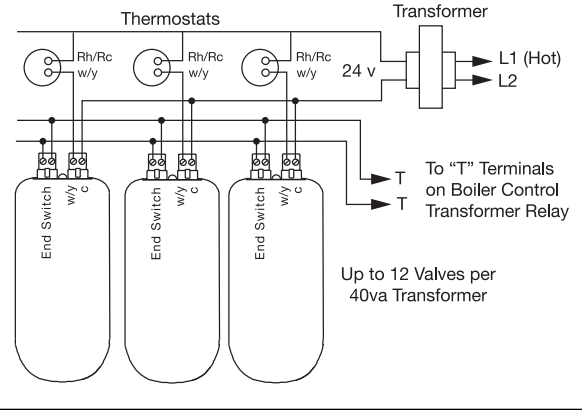 Thermostats
Transformer
Rh/Rc
w/y
Rh/Rc
w/y
Rh/Rc
w/y
24 v
L1 (Hot)
L2
End Switch
w/y
c
End Switch
w/y
c
End Switch
w/y
c
T
T
To “T” Terminals
on Boiler Control
Transformer Relay
Up to 12 Valves per
40va Transformer